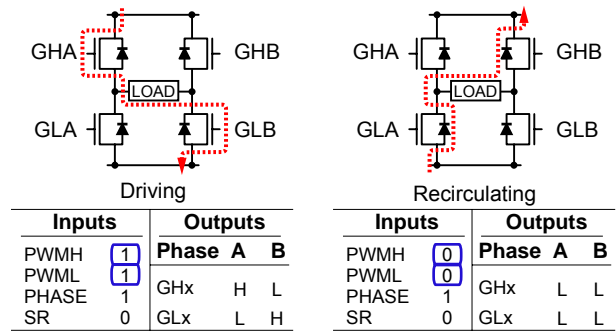 GHA GHB
LOAD
GLA GLB
Driving
Inputs Outputs
PWMH 1 Phase A B
PWML 1
GHx H L
PHASE 1
SR 0 GLx L H
GHA GHB
LOAD
GLA GLB
Recirculating
Inputs Outputs
PWMH 0 Phase A B
PWML 0
GHx L L
PHASE 1
SR 0 GLx L L